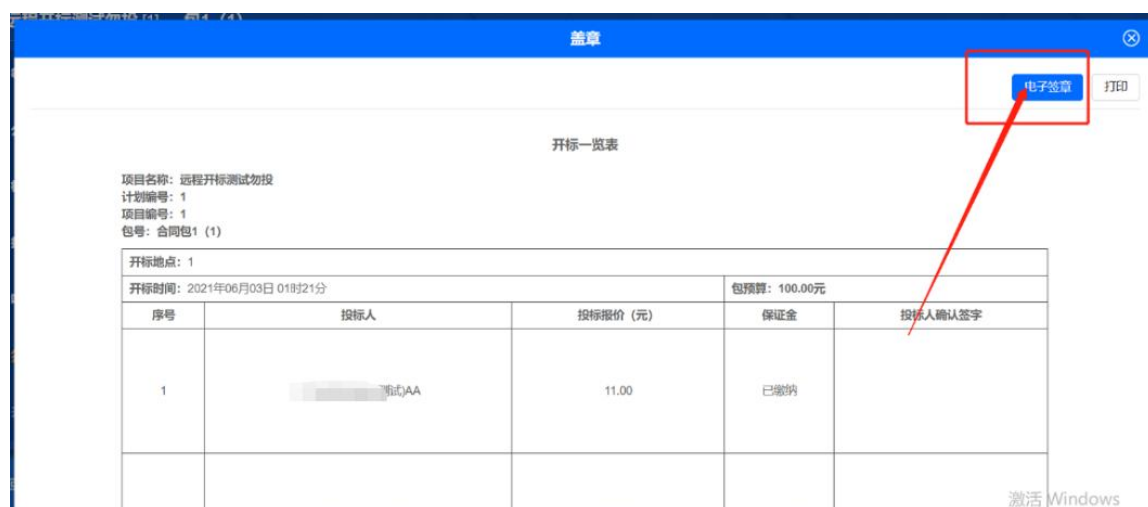 盖章
电子签章 打印
开标一览表
项目名称：远程开标测试勿投
计划编号：1
项目编号：1
包号：合同包1（1）
开标地点：1
开标时间：2021年06月03日 01时21分 包预算：100.00元
序号 投标人 投标报价（元） 保证金 投标人确认签字
1 测试)AA 11.00 已缴纳
激活 Windows